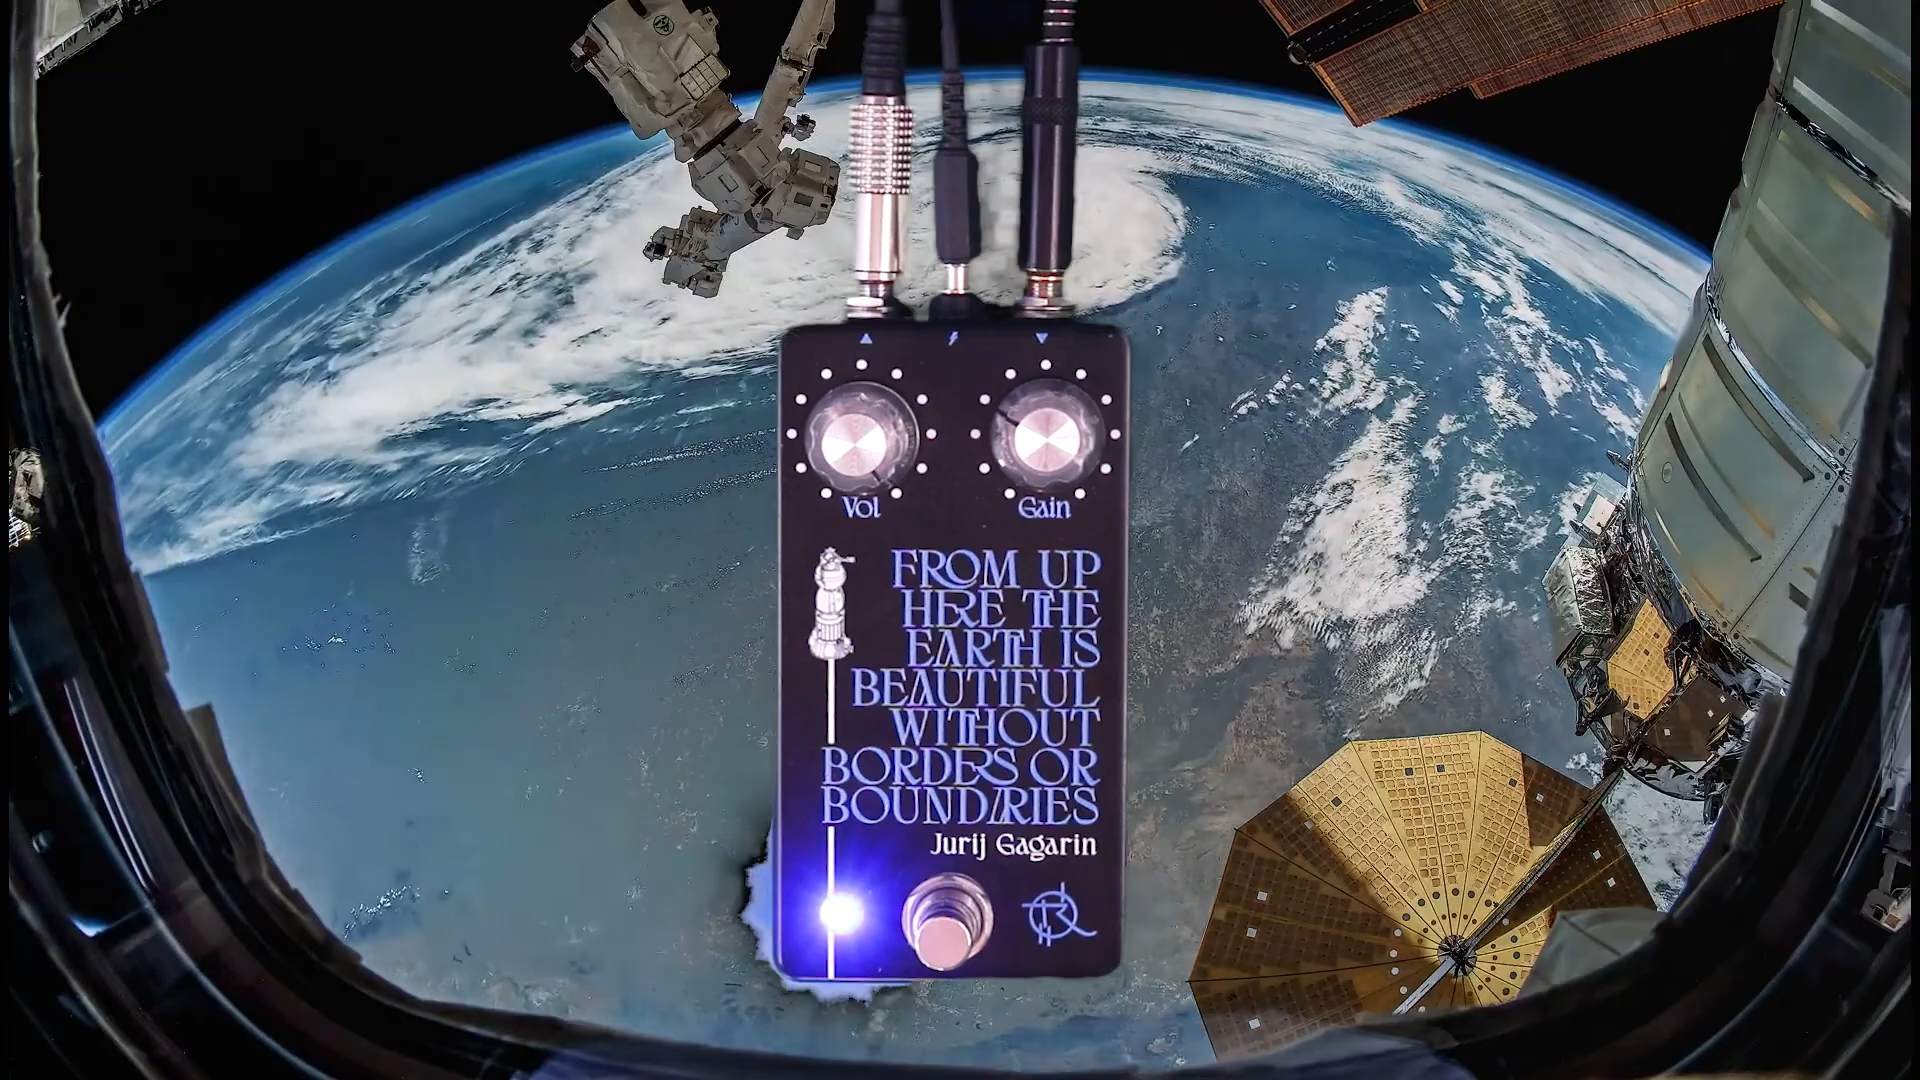 Vol
Gain
FROM UP
HERE THE
EARTH IS
BEAUTIFUL
WITHOUT
BORDERS OR
BOUNDARIES
Jurij Gagarin